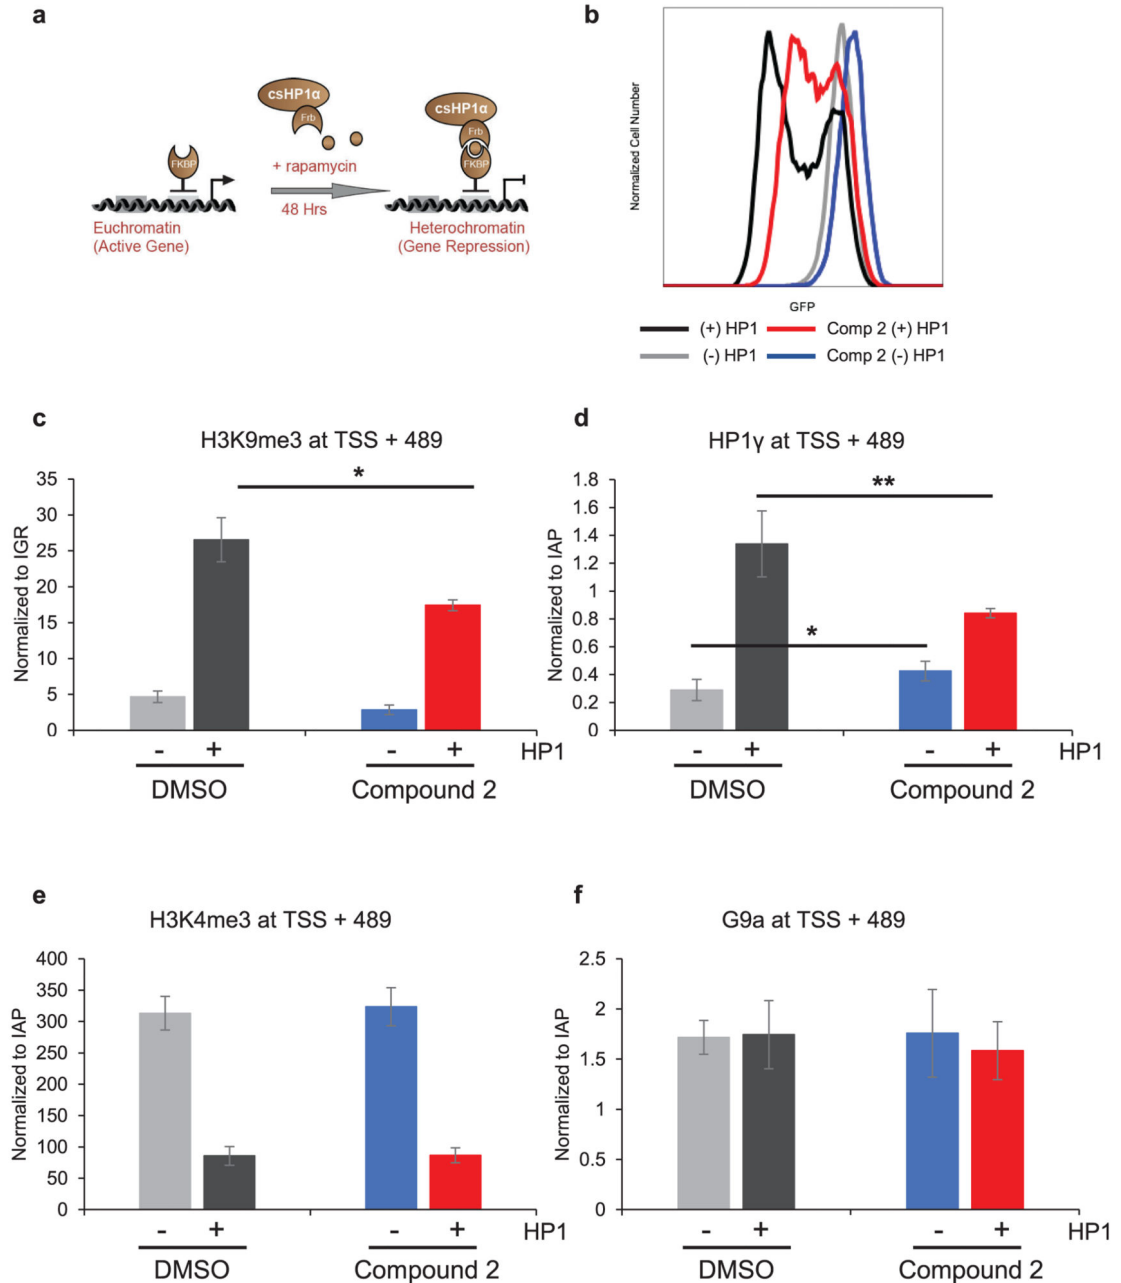 a
csHP1α
Frb
FKBP
+ rapamycin
48 Hrs
csHP1α
Frb
FKBP
Euchromatin
(Active Gene)
Heterochromatin
(Gene Repression)
b
Normalized Cell Number
GFP
(+) HP1
Comp 2 (+) HP1
(-) HP1
Comp 2 (-) HP1
c
H3K9me3 at TSS + 489
Normalized to IGR
35
30
25
20
15
10
5
0
*
- + - + HP1
DMSO Compound 2
d
HP1γ at TSS + 489
Normalized to IAP
1.8
1.6
1.4
1.2
1
0.8
0.6
0.4
0.2
0
**
*
- + - + HP1
DMSO Compound 2
e
H3K4me3 at TSS + 489
Normalized to IAP
400
350
300
250
200
150
100
50
0
- + - + HP1
DMSO Compound 2
f
G9a at TSS + 489
Normalized to IAP
2.5
2
1.5
1
0.5
0
- + - + HP1
DMSO Compound 2